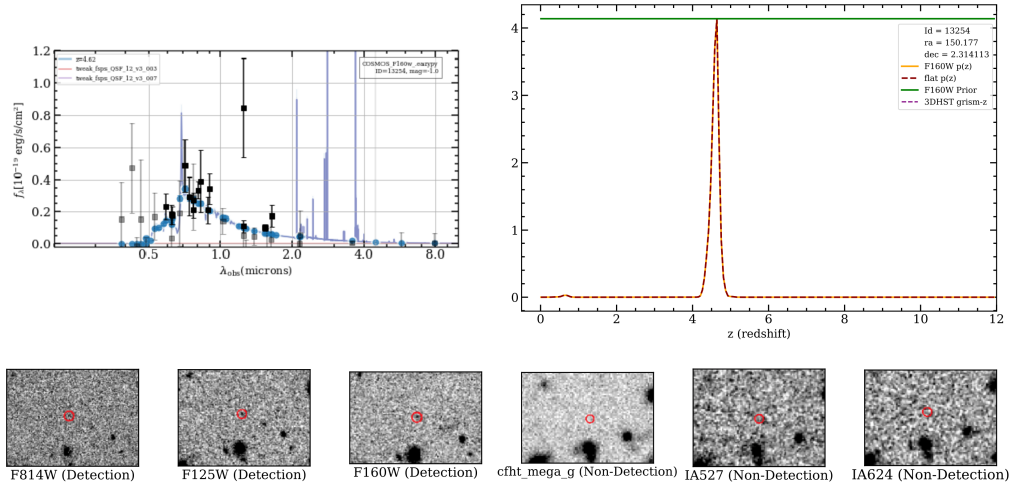 z=4.62
tweak_fsps_QSF_12_v3_003
tweak_fsps_QSF_12_v3_007
COSMOS_F160w_.eazypy
ID=13254, mag=-1.0
1.2
1.0
0.8
0.6
0.4
0.2
0.0
fλ[10⁻¹⁹ erg/s/cm²]
0.5
1.0
2.0
4.0
8.0
λobs(microns)
Id = 13254
ra = 150.177
dec = 2.314113
F160W p(z)
flat p(z)
F160W Prior
3DHST grism-z
4
3
2
1
0
0
2
4
6
8
10
12
z (redshift)
F814W (Detection)
F125W (Detection)
F160W (Detection)
cfht_mega_g (Non-Detection)
IA527 (Non-Detection)
IA624 (Non-Detection)